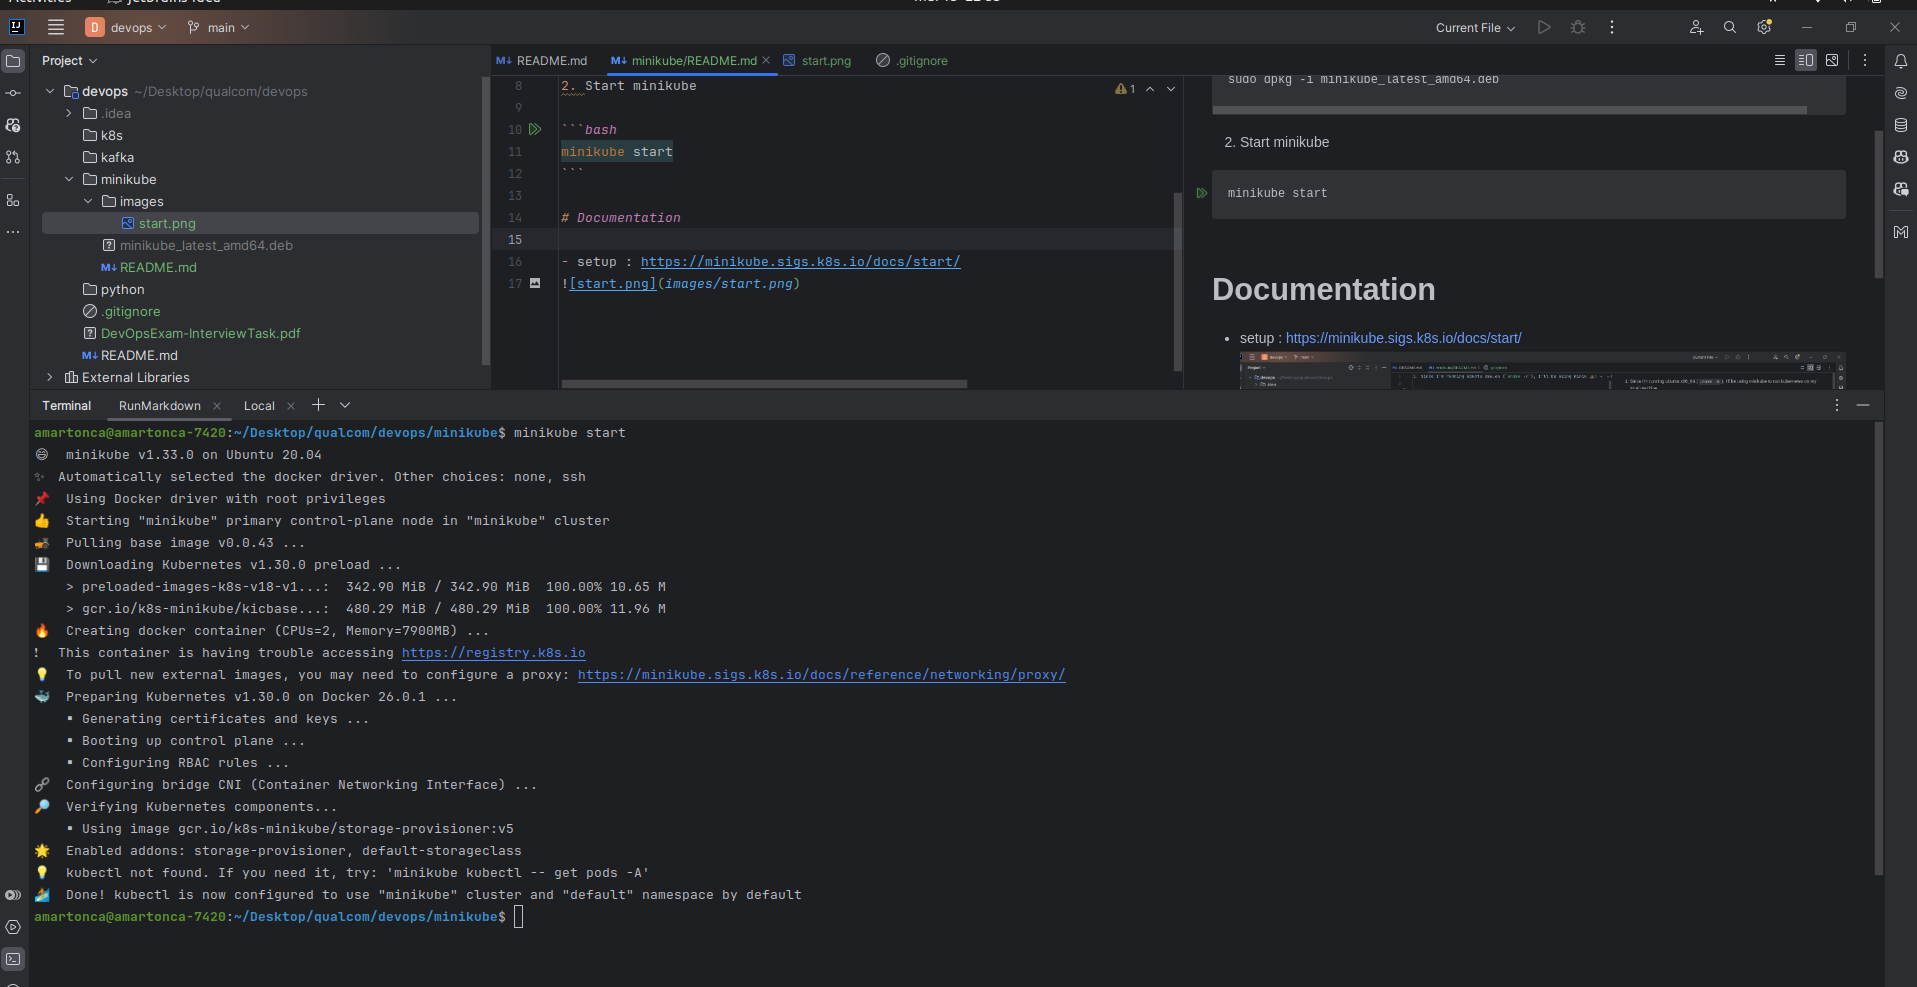 Activities
jetbrains-idea
D devops
main
Current File
Project
README.md
minikube/README.md
start.png
.gitignore
devops ~/Desktop/qualcom/devops
.idea
k8s
kafka
minikube
images
start.png
minikube_latest_amd64.deb
README.md
python
.gitignore
DevOpsExam-InterviewTask.pdf
README.md
External Libraries
8 2. Start minikube
1
9
10 ```bash
11 minikube start
12 ```
13
14 # Documentation
15
16 - setup : https://minikube.sigs.k8s.io/docs/start/
17 ![start.png](images/start.png)
sudo dpkg -i minikube_latest_amd64.deb
2. Start minikube
minikube start
Documentation
• setup : https://minikube.sigs.k8s.io/docs/start/
Terminal
RunMarkdown
Local
amartonca@amartonca-7420:~/Desktop/qualcom/devops/minikube$ minikube start
😄 minikube v1.33.0 on Ubuntu 20.04
✨ Automatically selected the docker driver. Other choices: none, ssh
📌 Using Docker driver with root privileges
👍 Starting "minikube" primary control-plane node in "minikube" cluster
🚜 Pulling base image v0.0.43 ...
💾 Downloading Kubernetes v1.30.0 preload ...
> preloaded-images-k8s-v18-v1...: 342.90 MiB / 342.90 MiB 100.00% 10.65 M
> gcr.io/k8s-minikube/kicbase...: 480.29 MiB / 480.29 MiB 100.00% 11.96 M
🔥 Creating docker container (CPUs=2, Memory=7900MB) ...
❗ This container is having trouble accessing https://registry.k8s.io
💡 To pull new external images, you may need to configure a proxy: https://minikube.sigs.k8s.io/docs/reference/networking/proxy/
🐳 Preparing Kubernetes v1.30.0 on Docker 26.0.1 ...
▪ Generating certificates and keys ...
▪ Booting up control plane ...
▪ Configuring RBAC rules ...
🔗 Configuring bridge CNI (Container Networking Interface) ...
🔎 Verifying Kubernetes components...
▪ Using image gcr.io/k8s-minikube/storage-provisioner:v5
🌟 Enabled addons: storage-provisioner, default-storageclass
💡 kubectl not found. If you need it, try: 'minikube kubectl -- get pods -A'
🏄 Done! kubectl is now configured to use "minikube" cluster and "default" namespace by default
amartonca@amartonca-7420:~/Desktop/qualcom/devops/minikube$